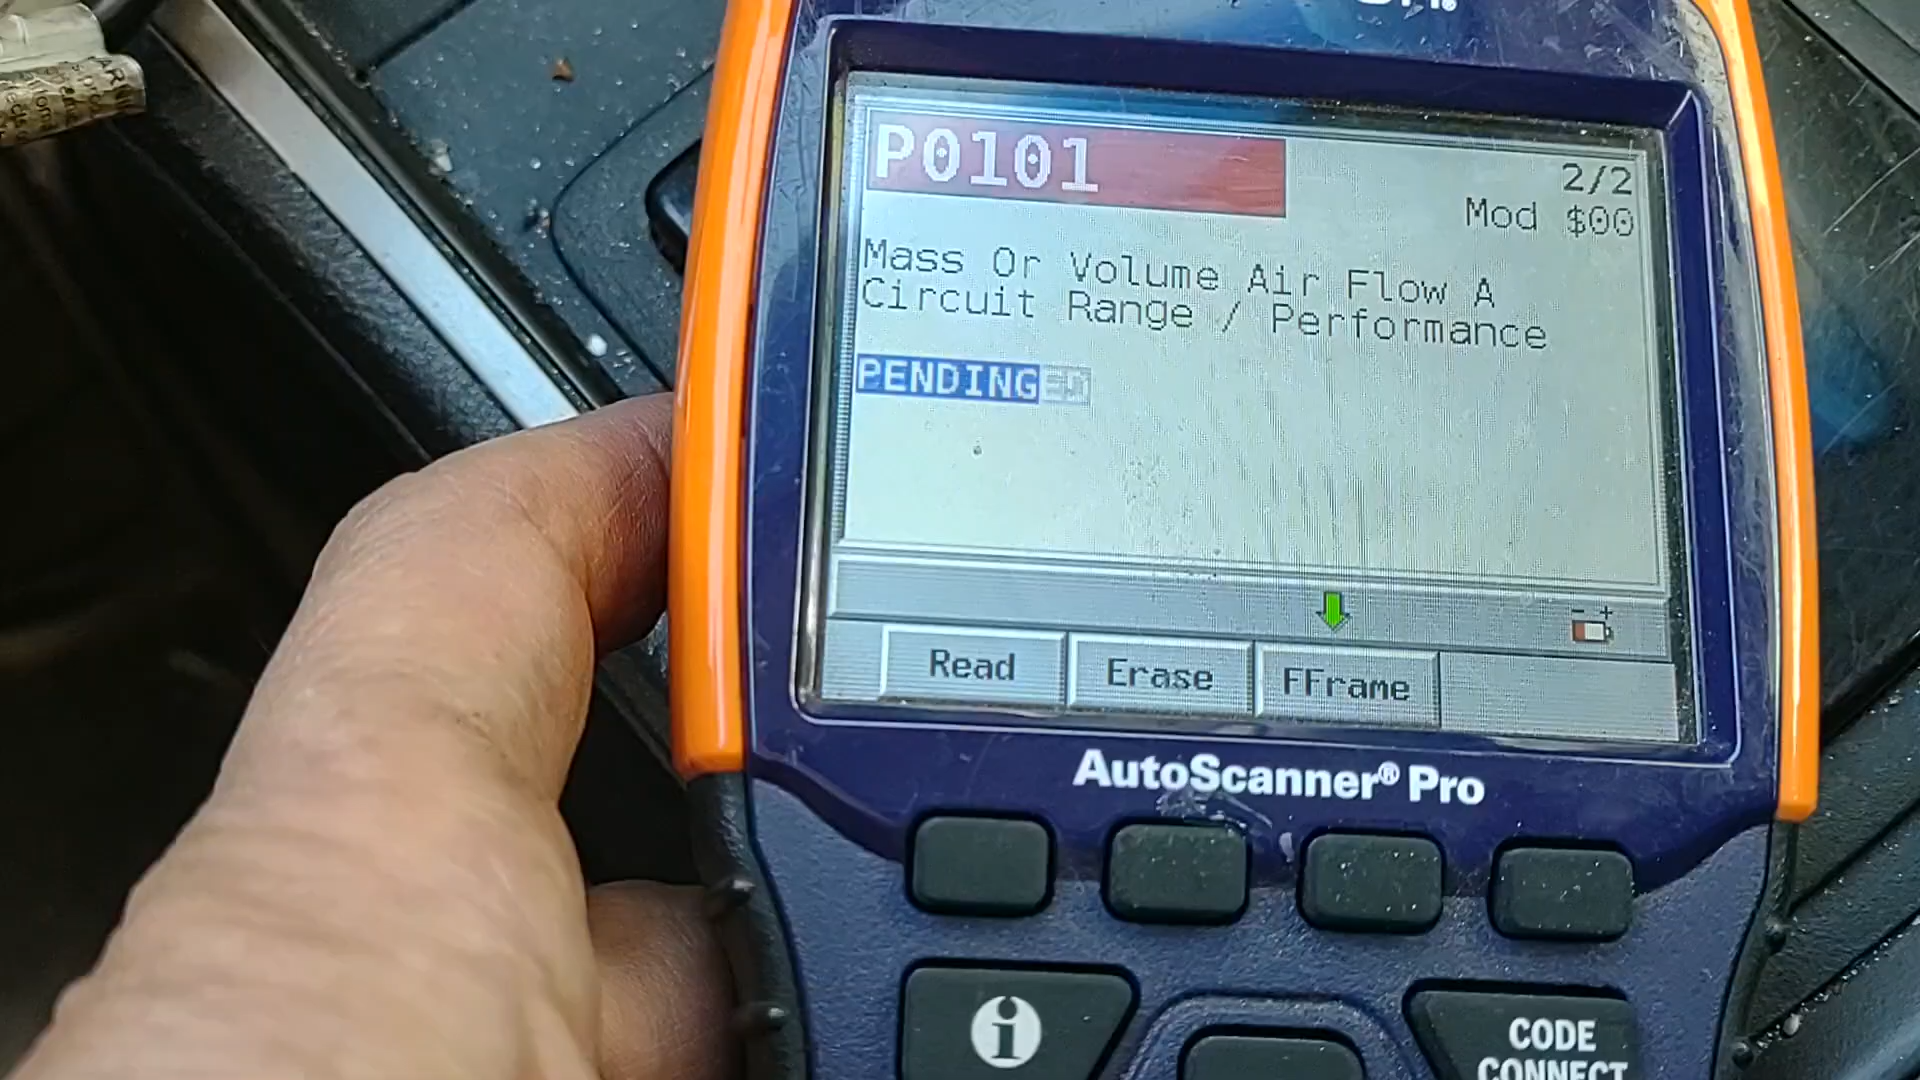 P0101
2/2
Mod $00
Mass Or Volume Air Flow A
Circuit Range / Performance
PENDING
Read
Erase
FFrame
AutoScanner® Pro
i
CODE
CONNECT